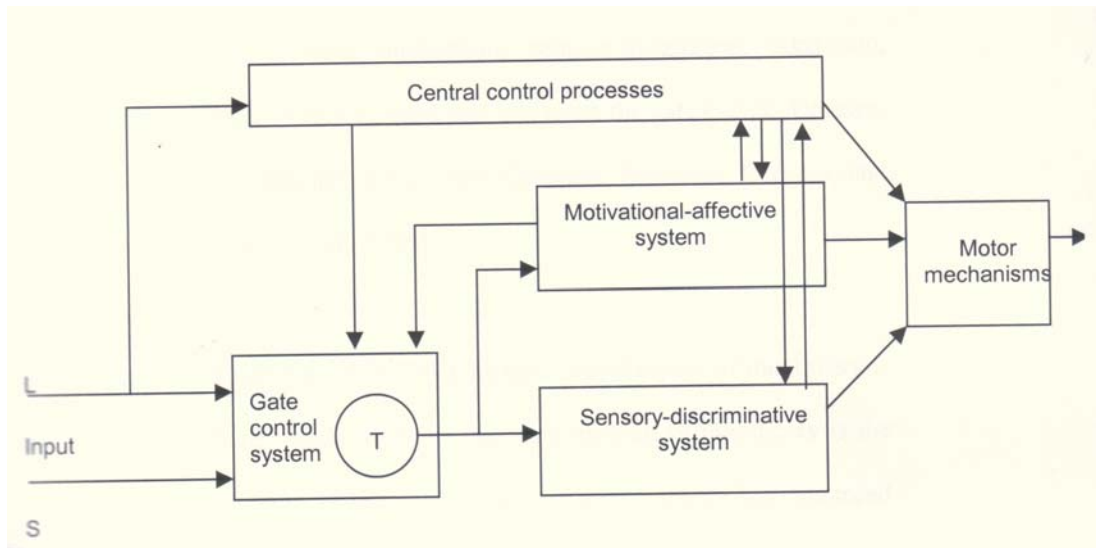 Central control processes
Motivational-affective
system
Motor
mechanisms
L
Gate
control
system
T
Input
Sensory-discriminative
system
S